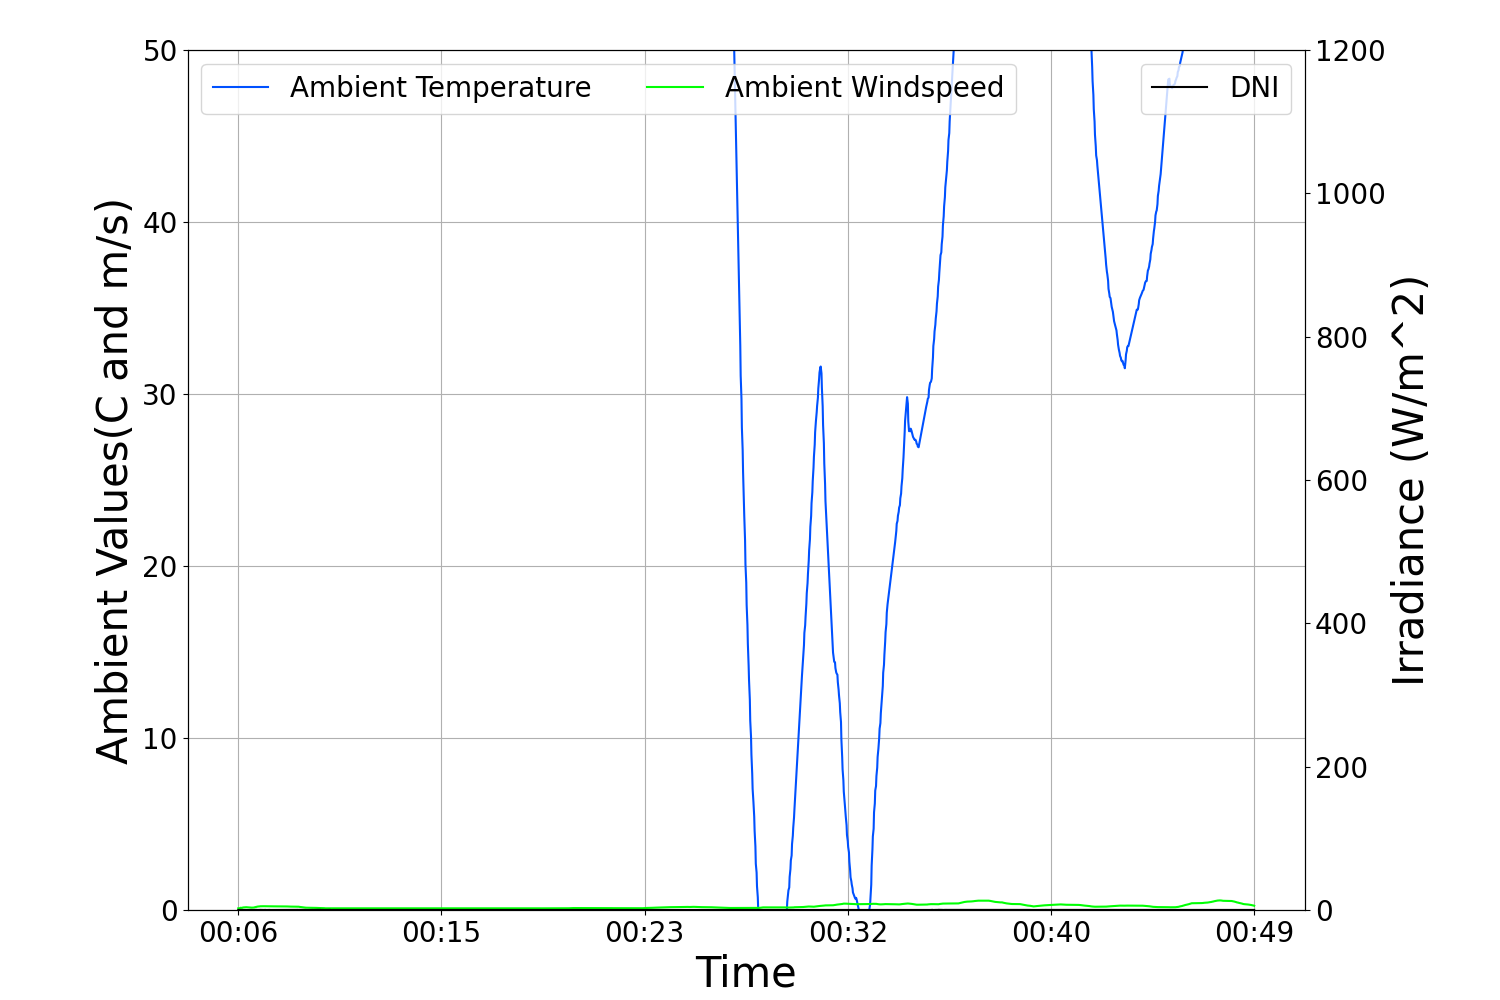 Ambient Temperature
Ambient Windspeed
DNI
50
40
30
20
10
0
Ambient Values(C and m/s)
1200
1000
800
600
400
200
0
Irradiance (W/m^2)
00:06 00:15 00:23 00:32 00:40 00:49
Time